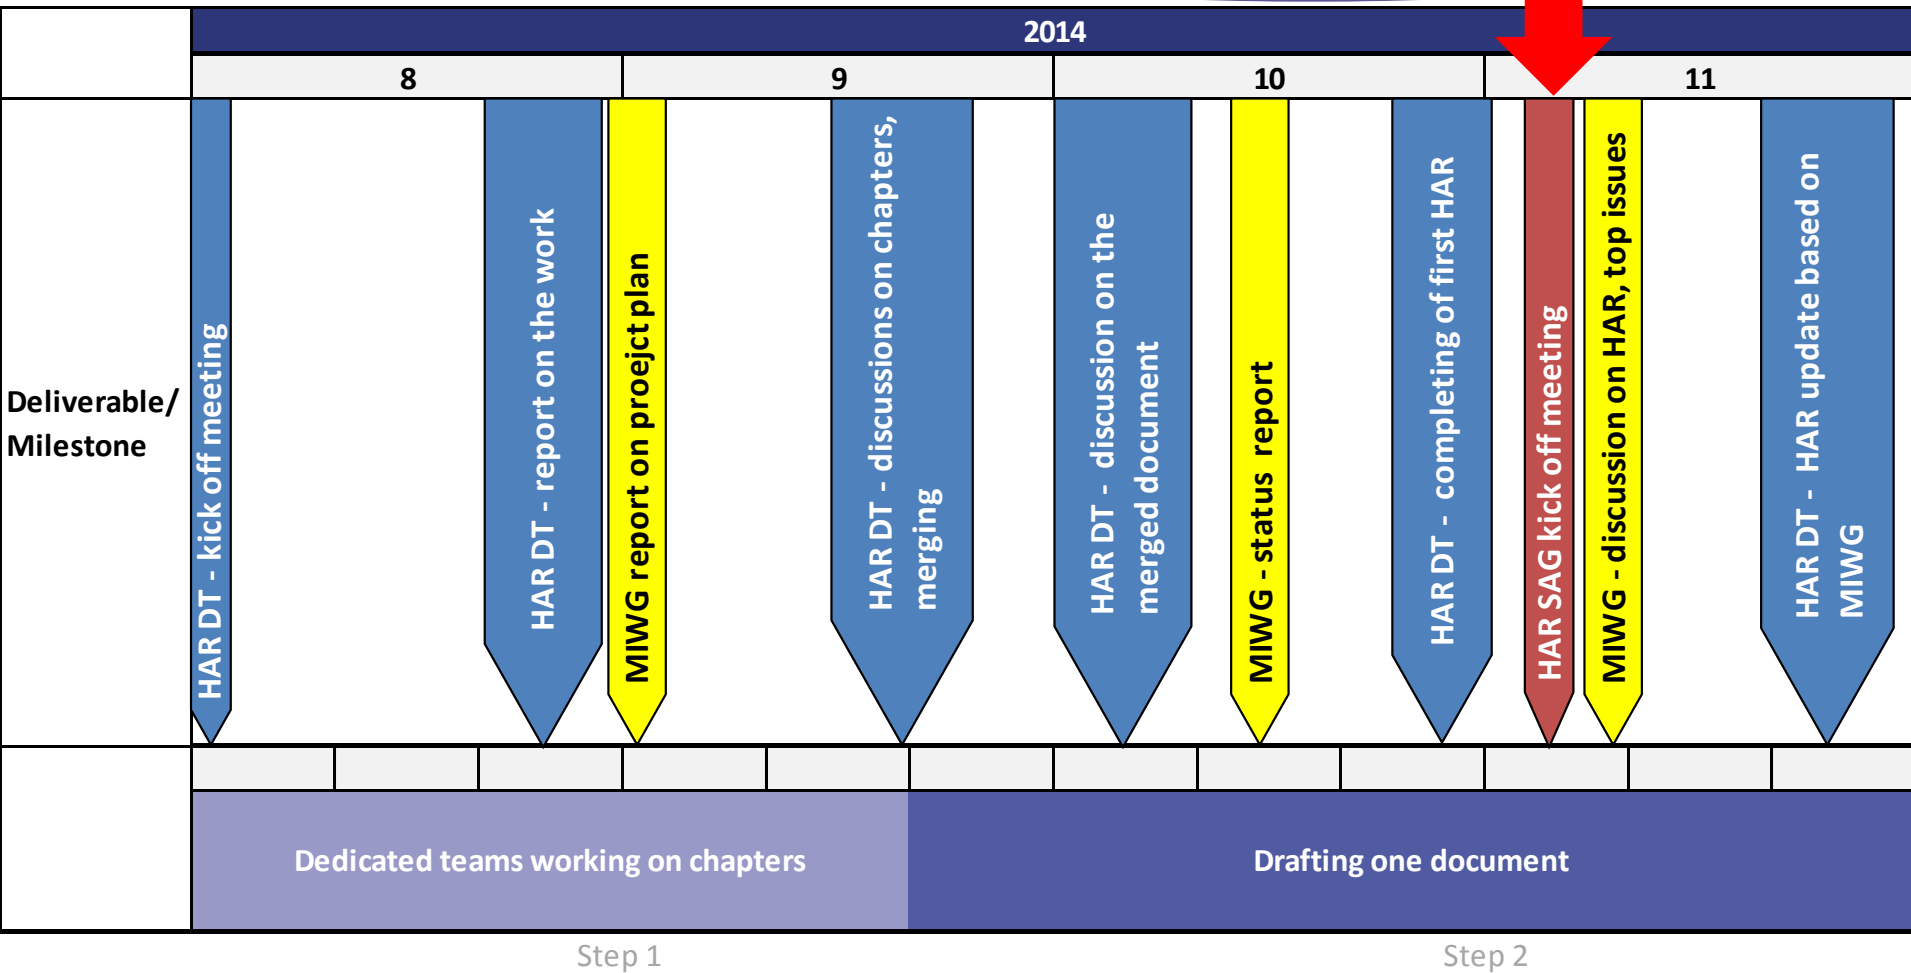 2014
8
9
10
11
Deliverable/
Milestone
HAR DT - kick off meeting
HAR DT - report on the work
MIWG report on proejct plan
HAR DT - discussions on chapters,
merging
HAR DT - discussion on the
merged document
MIWG - status report
HAR DT - completing of first HAR
HAR SAG kick off meeting
MIWG - discussion on HAR, top issues
HAR DT - HAR update based on
MIWG
Dedicated teams working on chapters
Drafting one document
Step 1
Step 2